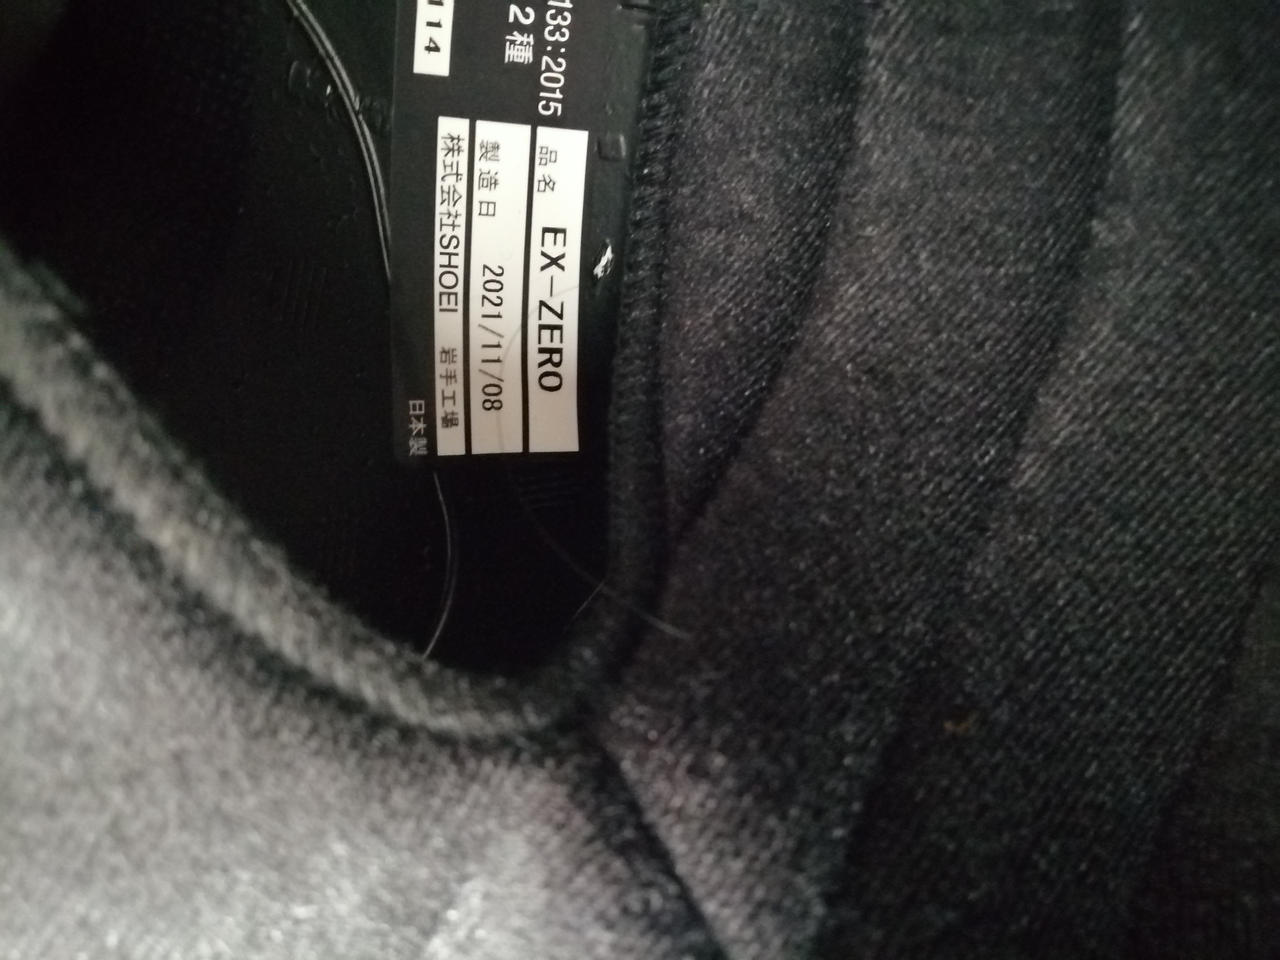 133:2015
2種
114
品名 EX-ZERO
製造日 2021/11/08
株式会社SHOEI 岩手工場
日本製